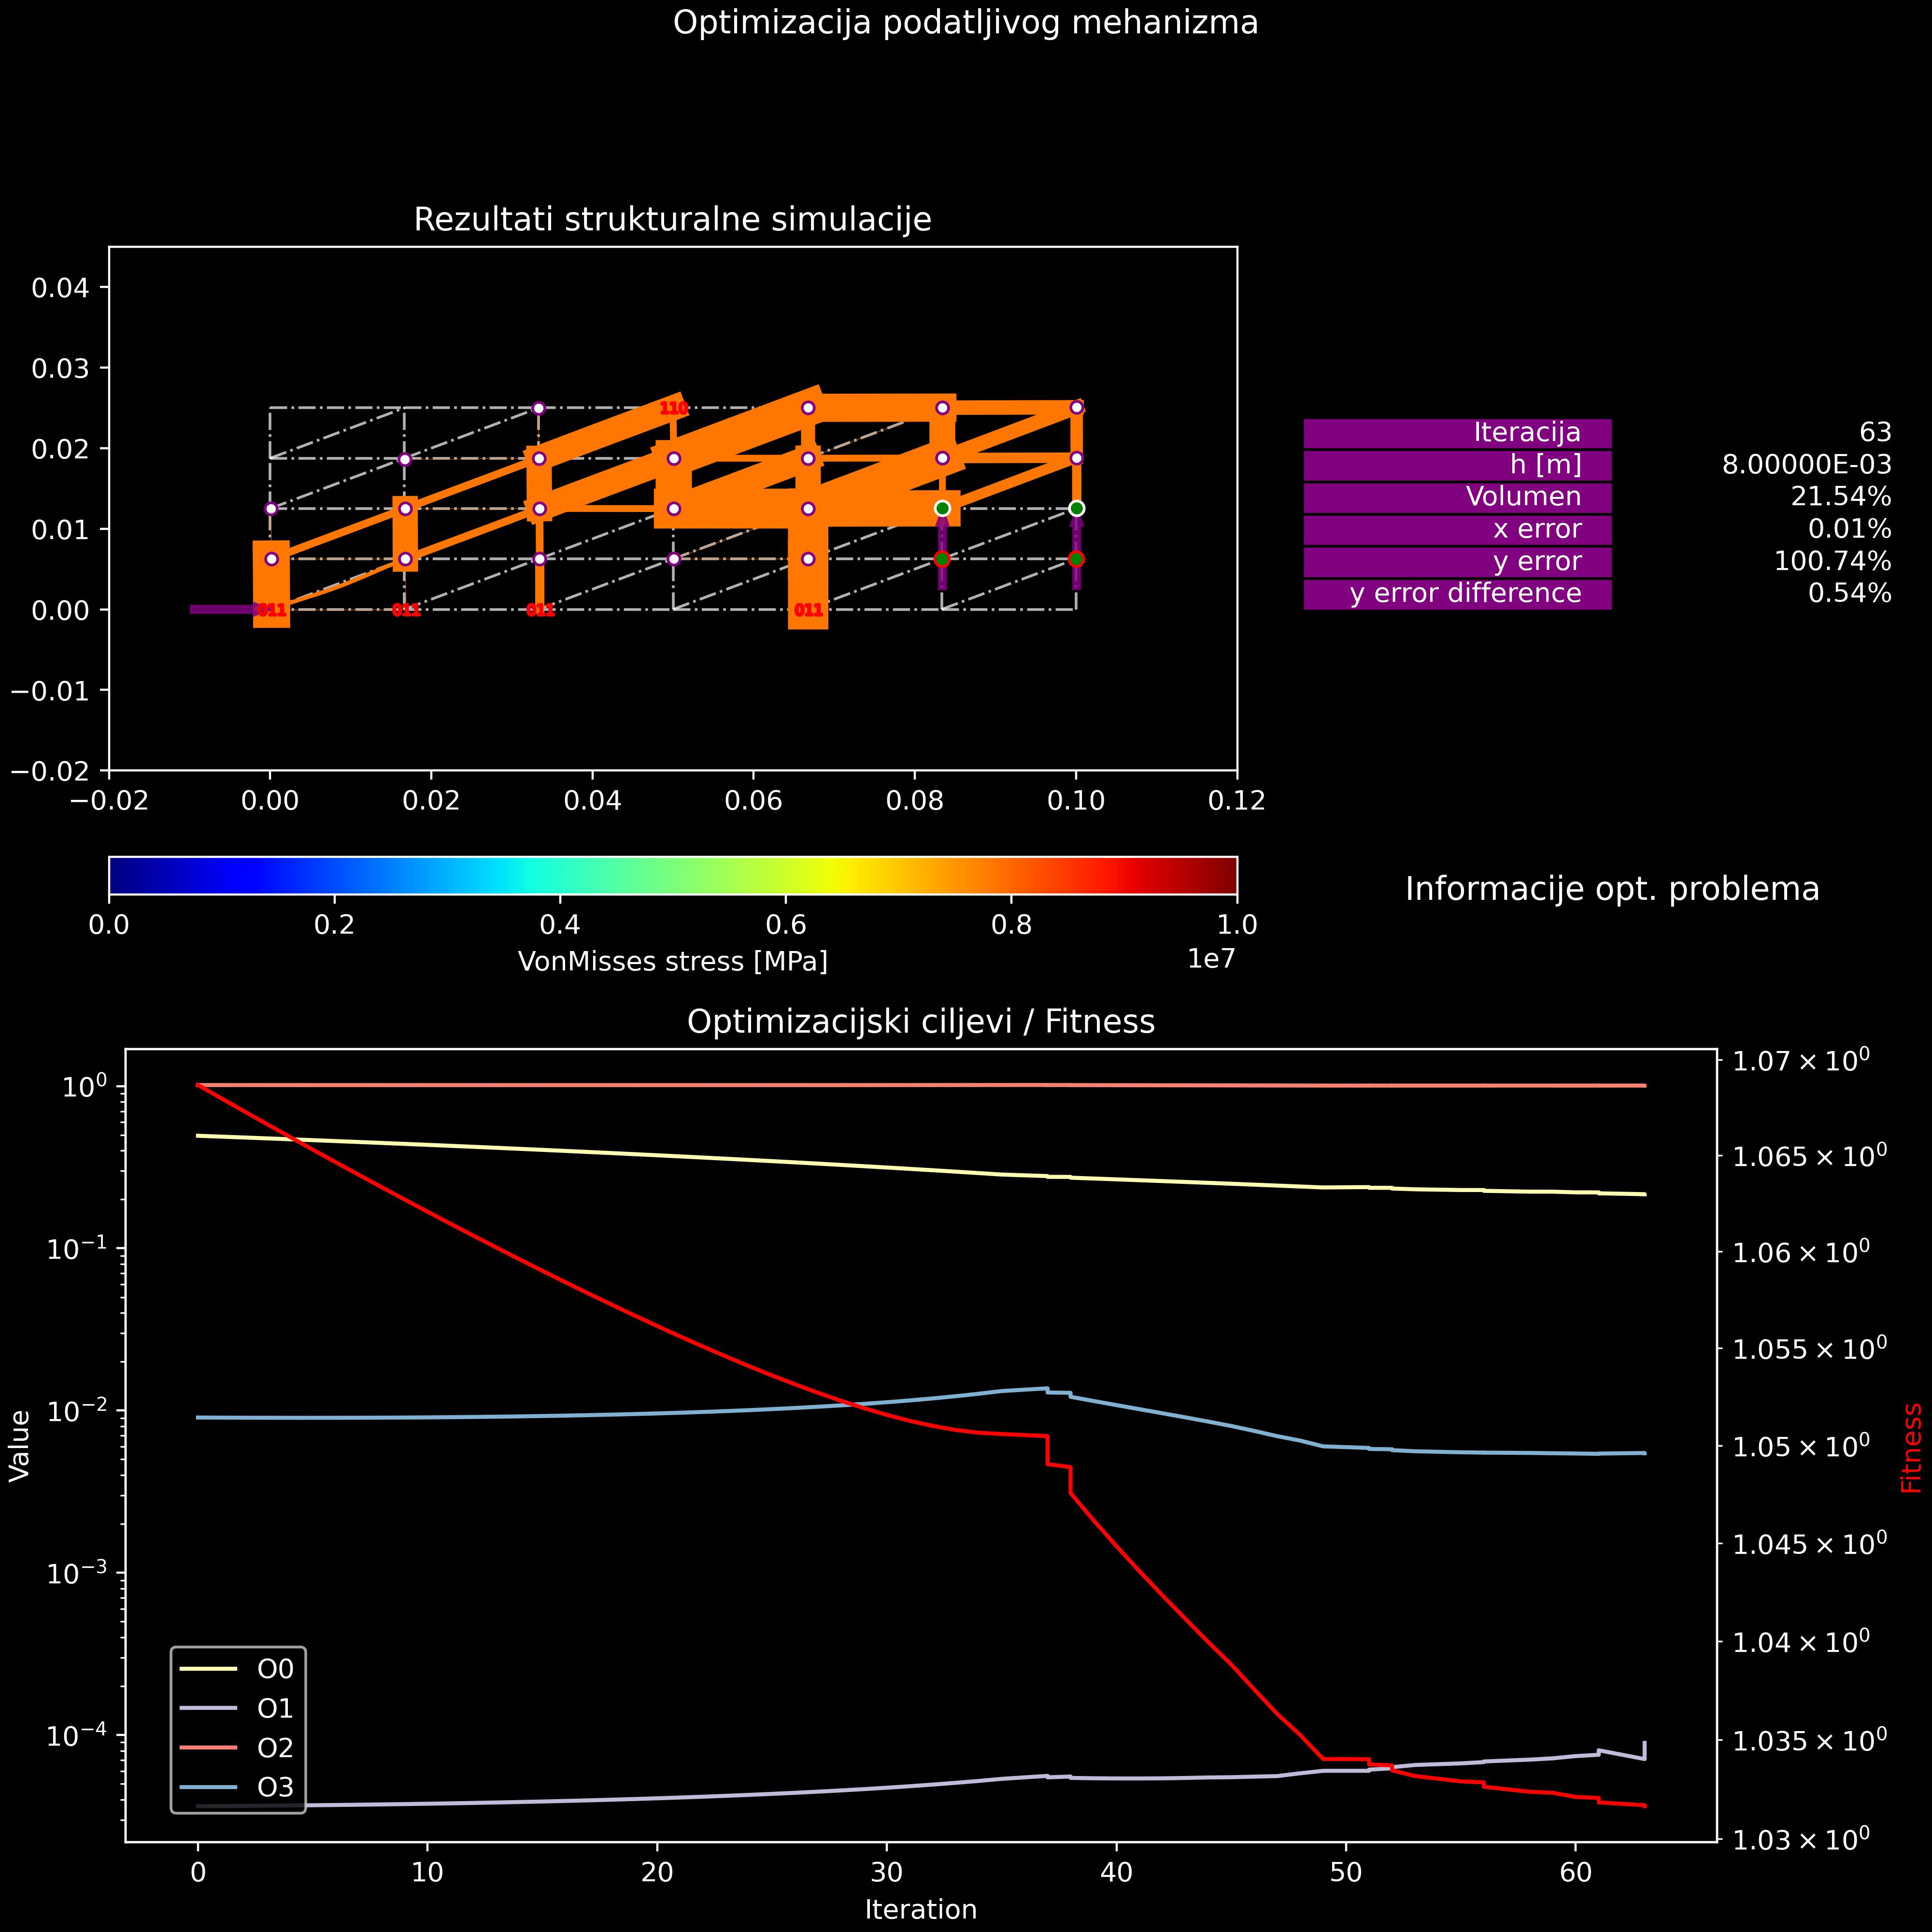 Optimizacija podatljivog mehanizma
Rezultati strukturalne simulacije
0.04
0.03
0.02
0.01
0.00
−0.01
−0.02
110
011
011
011
011
−0.02 0.00 0.02 0.04 0.06 0.08 0.10 0.12
Iteracija 63
h [m] 8.00000E-03
Volumen 21.54%
x error 0.01%
y error 100.74%
y error difference 0.54%
0.0 0.2 0.4 0.6 0.8 1.0
1e7
VonMisses stress [MPa]
Informacije opt. problema
Optimizacijski ciljevi / Fitness
10⁰
10⁻¹
10⁻²
10⁻³
10⁻⁴
Value
1.07 × 10⁰
1.065 × 10⁰
1.06 × 10⁰
1.055 × 10⁰
1.05 × 10⁰
1.045 × 10⁰
1.04 × 10⁰
1.035 × 10⁰
1.03 × 10⁰
Fitness
O0
O1
O2
O3
0 10 20 30 40 50 60
Iteration